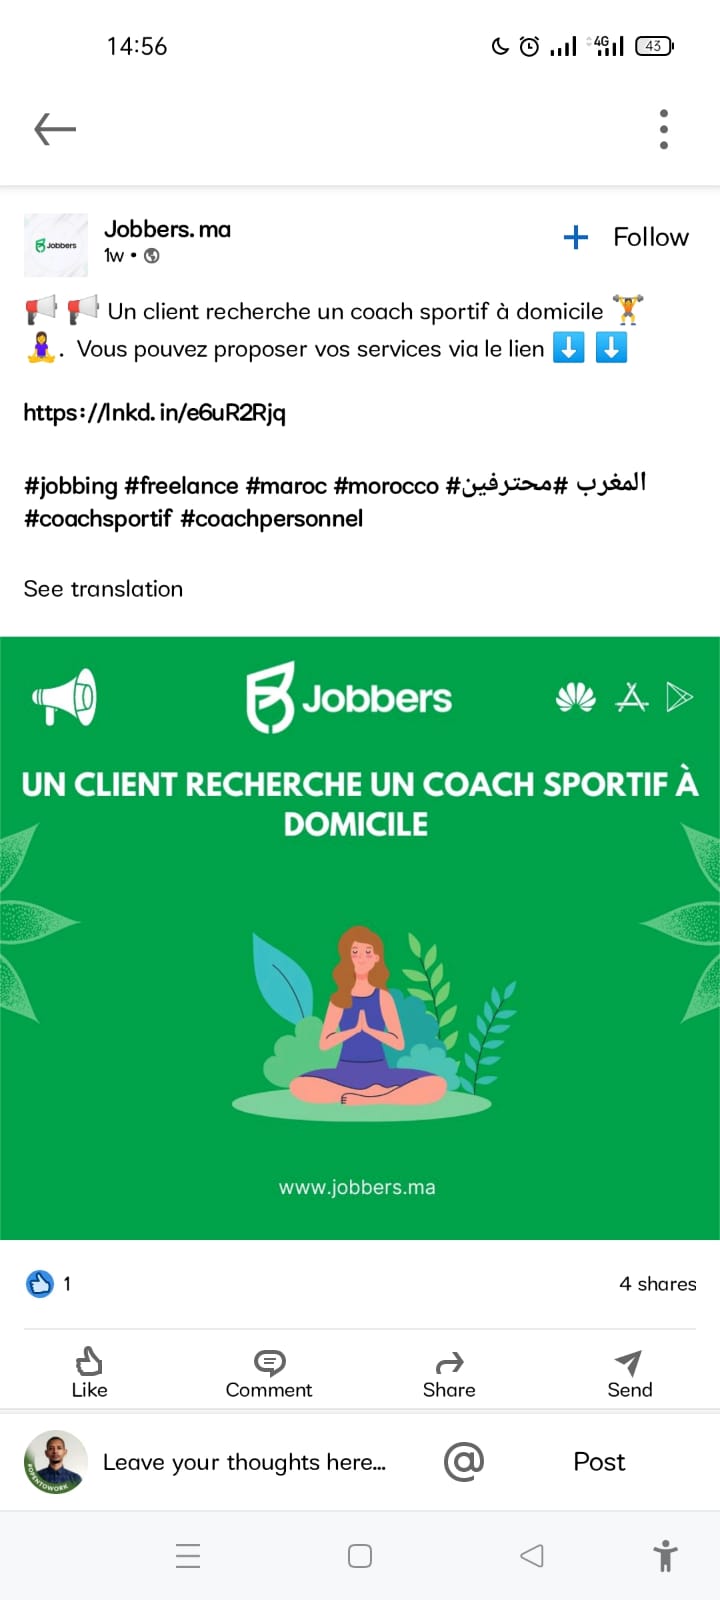 14:56
4G
43
Jobbers
Jobbers.ma
1w •
Follow
Un client recherche un coach sportif à domicile
. Vous pouvez proposer vos services via le lien
https://lnkd.in/e6uR2Rjq
#jobbing #freelance #maroc #morocco #المغرب #محترفين
#coachsportif #coachpersonnel
See translation
Jobbers
UN CLIENT RECHERCHE UN COACH SPORTIF À
DOMICILE
www.jobbers.ma
1
4 shares
Like
Comment
Share
Send
#OPENTOWORK
Leave your thoughts here...
@
Post